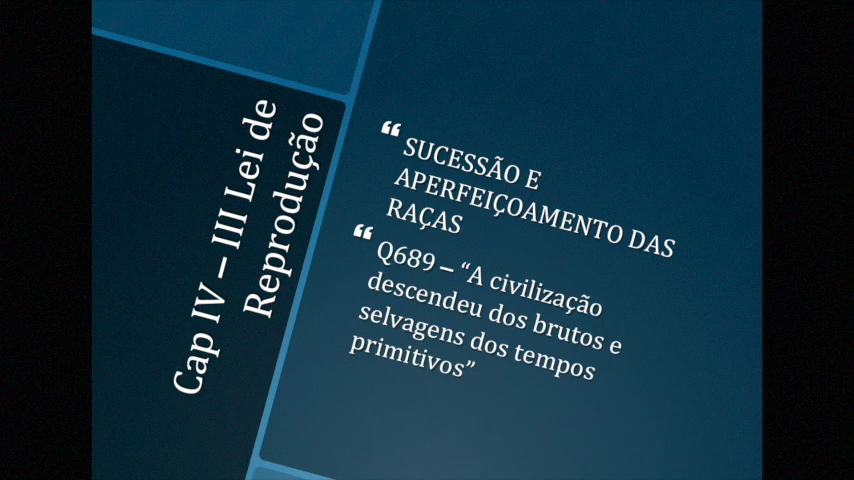 Cap IV – III Lei de
Reprodução
“ SUCESSÃO E
APERFEIÇOAMENTO DAS
RAÇAS
“ Q689 – “A civilização
descendeu dos brutos e
selvagens dos tempos
primitivos”